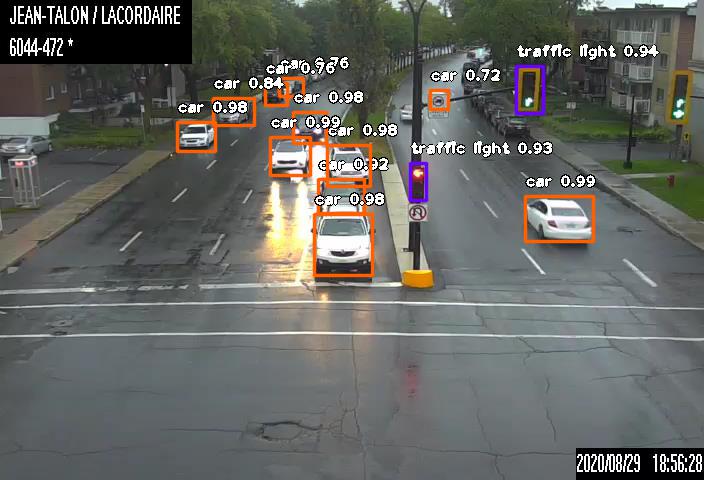 JEAN-TALON / LACORDAIRE
6044-472 *
traffic light 0.94
car 0.76
car 0.72
car 0.84
car 0.98
car 0.98
car 0.99
car 0.98
traffic light 0.93
car 0.92
car 0.99
car 0.98
2020/08/29 18:56:28